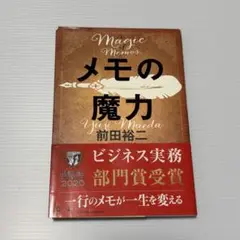 Magic
Memos
メモの
魔力
Yuji Maeda
前田裕二
ビジネス実務
部門賞受賞
2020
一行のメモが一生を変える